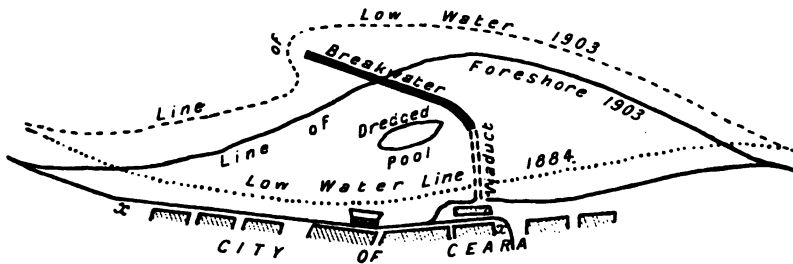 Line of Low Water 1903
Breakwater
Line of Foreshore 1903
Dredged
Pool
Viaduct
Low Water Line 1884
x
x
CITY OF CEARA